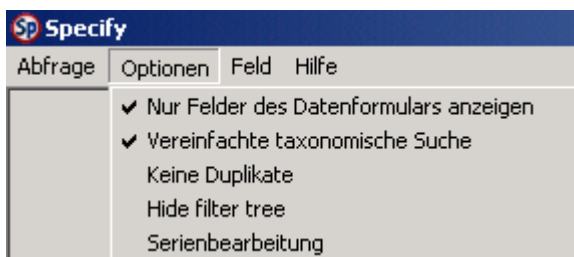 Sp Specify
Abfrage Optionen Feld Hilfe
✔ Nur Felder des Datenformulars anzeigen
✔ Vereinfachte taxonomische Suche
Keine Duplikate
Hide filter tree
Serienbearbeitung